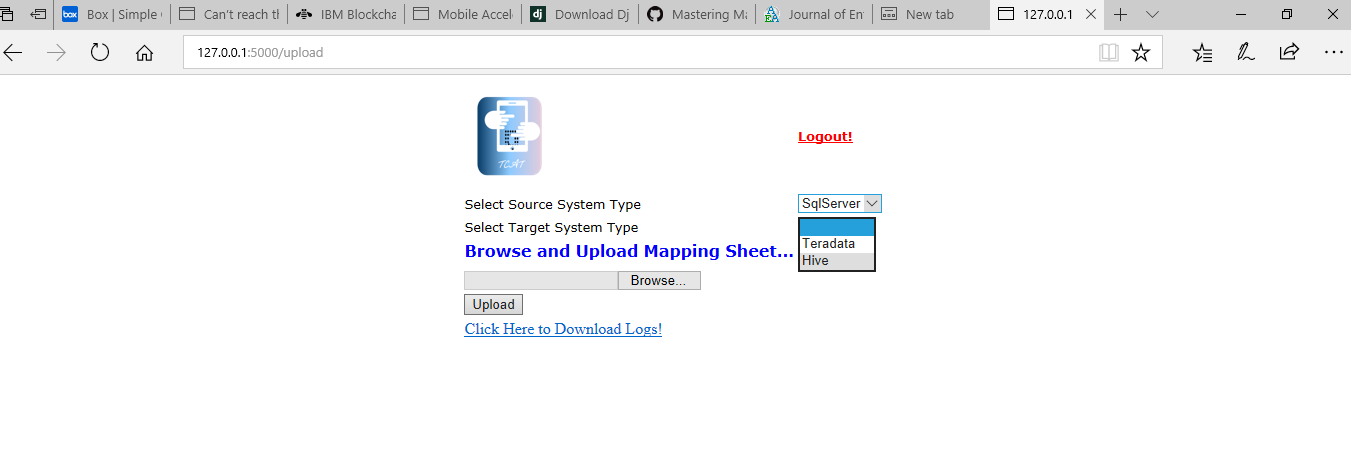 Box | Simple
Can't reach th
IBM Blockcha
Mobile Accele
Download Dj
Mastering Ma
Journal of En
New tab
127.0.0.1
127.0.0.1:5000/upload
TCAT
Logout!
Select Source System Type
SqlServer
Select Target System Type
Teradata
Hive
Browse and Upload Mapping Sheet...
Browse...
Upload
Click Here to Download Logs!